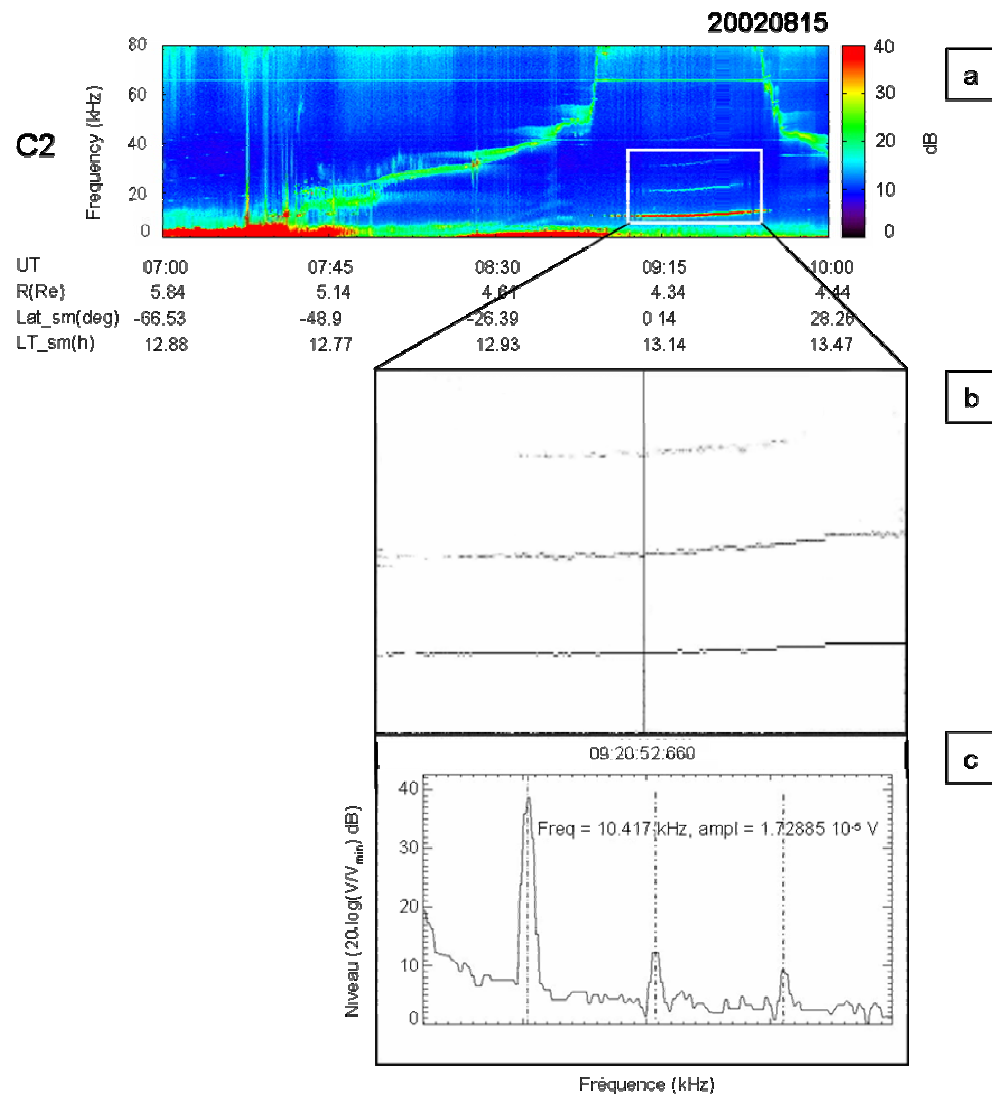 20020815
80
60
40
20
0
Frequency (kHz)
C2
40
30
20
10
0
dB
a
UT 07:00 07:45 08:30 09:15 10:00
R(Re) 5.84 5.14 4.61 4.34 4.44
Lat_sm(deg) -66.53 -48.9 -26.39 0.14 28.26
LT_sm(h) 12.88 12.77 12.93 13.14 13.47
b
c
09:20:52:660
40
30
20
10
0
Niveau (20.log(V/Vmin) dB)
Freq = 10.417 kHz, ampl = 1.72885 10-5 V
Fréquence (kHz)